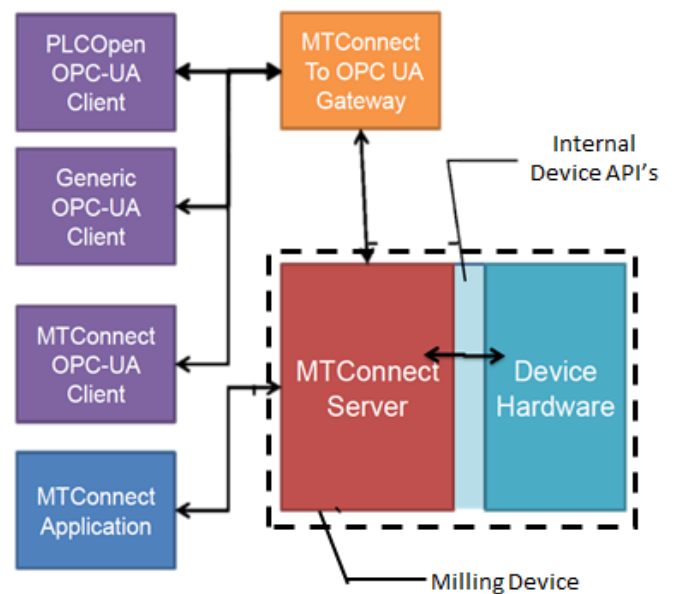 PLCOpen
OPC-UA
Client
MTConnect
To OPC UA
Gateway
Internal
Device API's
Generic
OPC-UA
Client
MTConnect
OPC-UA
Client
MTConnect
Server
Device
Hardware
MTConnect
Application
Milling Device